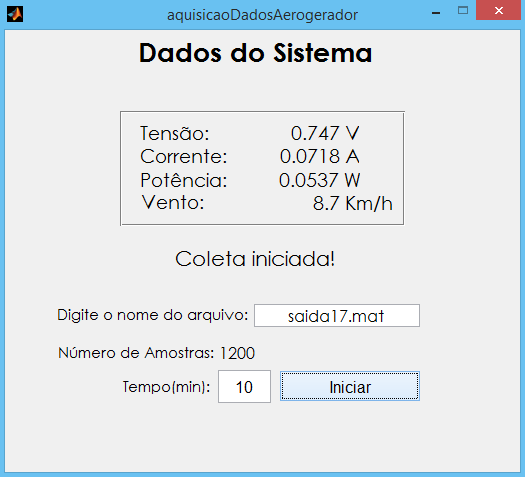 aquisicaoDadosAerogerador
Dados do Sistema
Tensão: 0.747 V
Corrente: 0.0718 A
Potência: 0.0537 W
Vento: 8.7 Km/h
Coleta iniciada!
Digite o nome do arquivo: saida17.mat
Número de Amostras: 1200
Tempo(min): 10 Iniciar